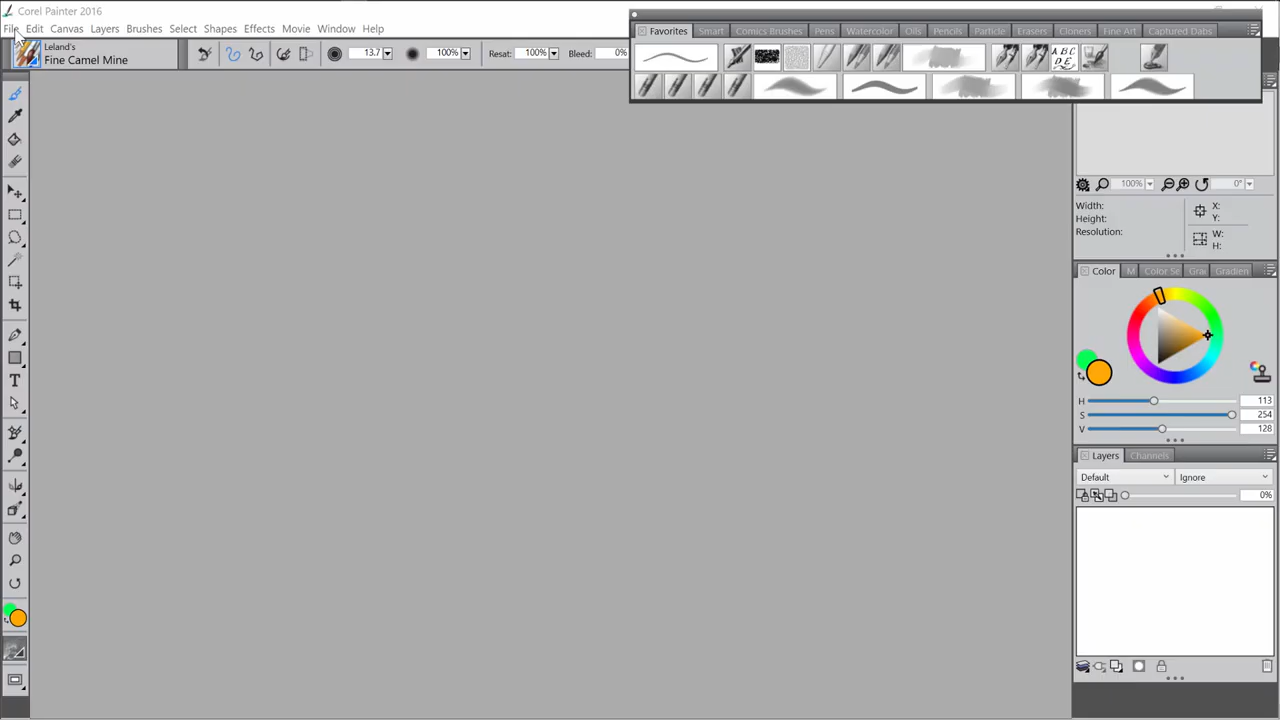 Corel Painter 2016
File Edit Canvas Layers Brushes Select Shapes Effects Movie Window Help
Leland's
Fine Camel Mine
13.7 100% Resat: 100% Bleed: 0%
Favorites Smart Comics Brushes Pens Watercolor Oils Pencils Particle Erasers Cloners Fine Art Captured Dabs
A B C
D E
100% 0°
Width: X:
Height: Y:
Resolution: W:
H:
Color M Color Se Gra Gradien
H 113
S 254
V 128
Layers Channels
Default Ignore
0%
T